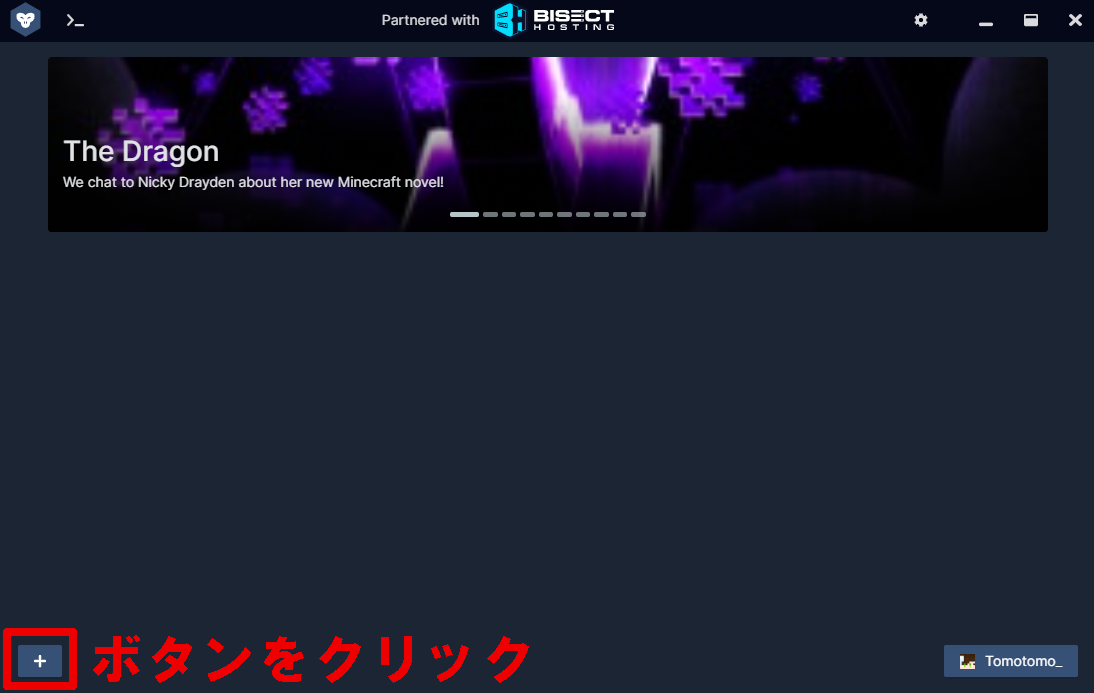 Partnered with BISECT HOSTING
The Dragon
We chat to Nicky Drayden about her new Minecraft novel!
ボタンをクリック
Tomotomo_